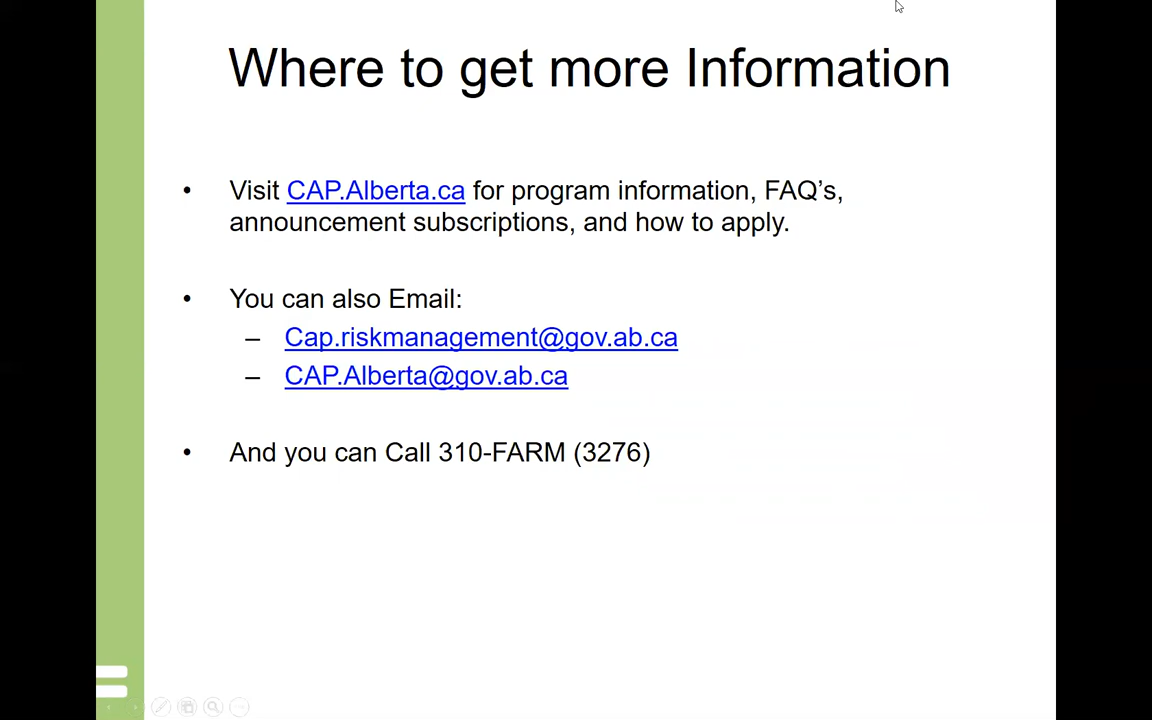 Where to get more Information
• Visit CAP.Alberta.ca for program information, FAQ’s,
announcement subscriptions, and how to apply.
• You can also Email:
– Cap.riskmanagement@gov.ab.ca
– CAP.Alberta@gov.ab.ca
• And you can Call 310-FARM (3276)